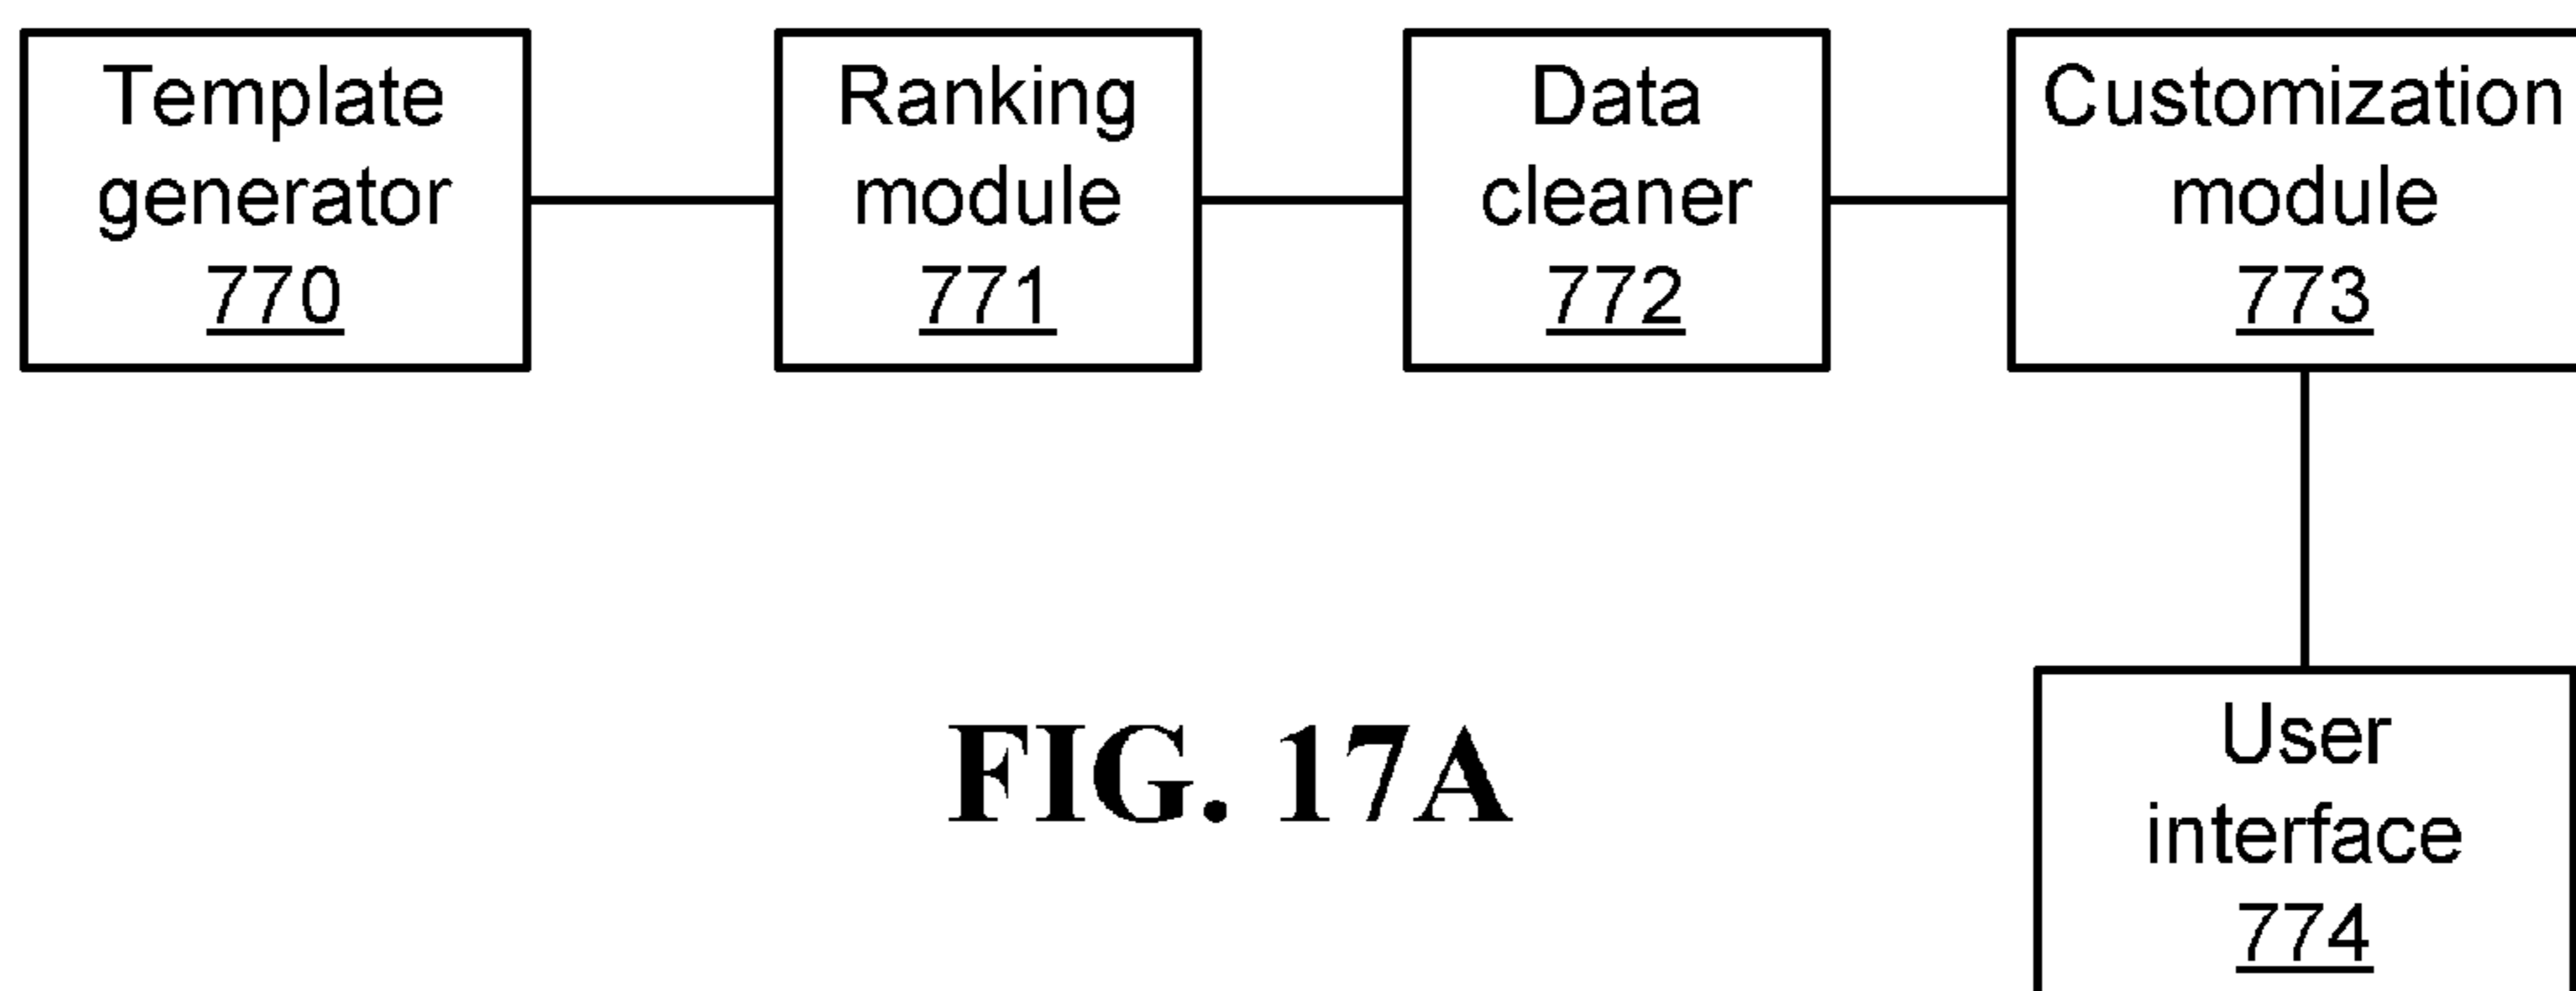 Template
generator
770
Ranking
module
771
Data
cleaner
772
Customization
module
773
User
interface
774
FIG. 17A